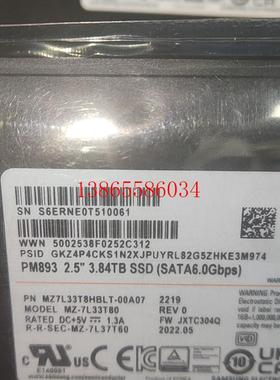 SN S6ERNE0T510061
13865586034
WWN 5002538F0252C312
PSID GKZ4P4CKS1N2XJPUYRL82G5ZHKE3M974
PM893 2.5" 3.84TB SSD (SATA6.0Gbps)
PN MZ7L33T8HBLT-00A07 2219
MODEL MZ-7L33T80 REV 0
RATED DC+5V ⎓ 1.3A FW JXTC304Q
R-R-SEC-MZ-7L37T60 2022.05